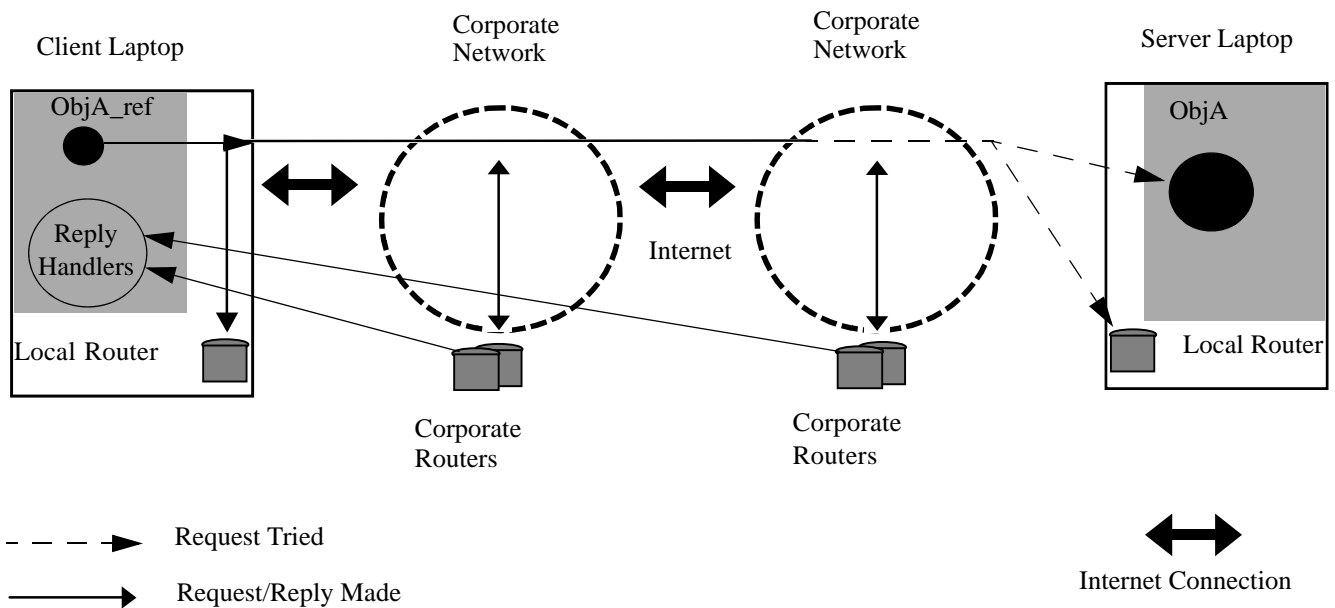 Client Laptop
Corporate
Network
Corporate
Network
Server Laptop
ObjA_ref
ObjA
Reply
Handlers
Internet
Local Router
Local Router
Corporate
Routers
Corporate
Routers
Request Tried
Request/Reply Made
Internet Connection